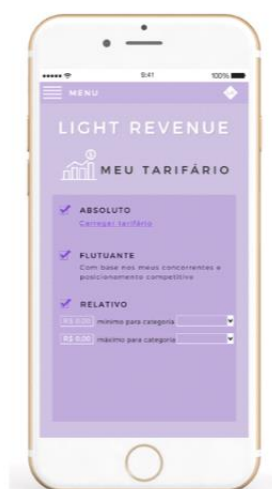 9:41
100%
MENU
LIGHT REVENUE
MEU TARIFÁRIO
ABSOLUTO
Carregar tarifário
FLUTUANTE
Com base nos meus concorrentes e
posicionamento competitivo
RELATIVO
R$ 0,00 mínimo para categoria
R$ 0,00 máximo para categoria